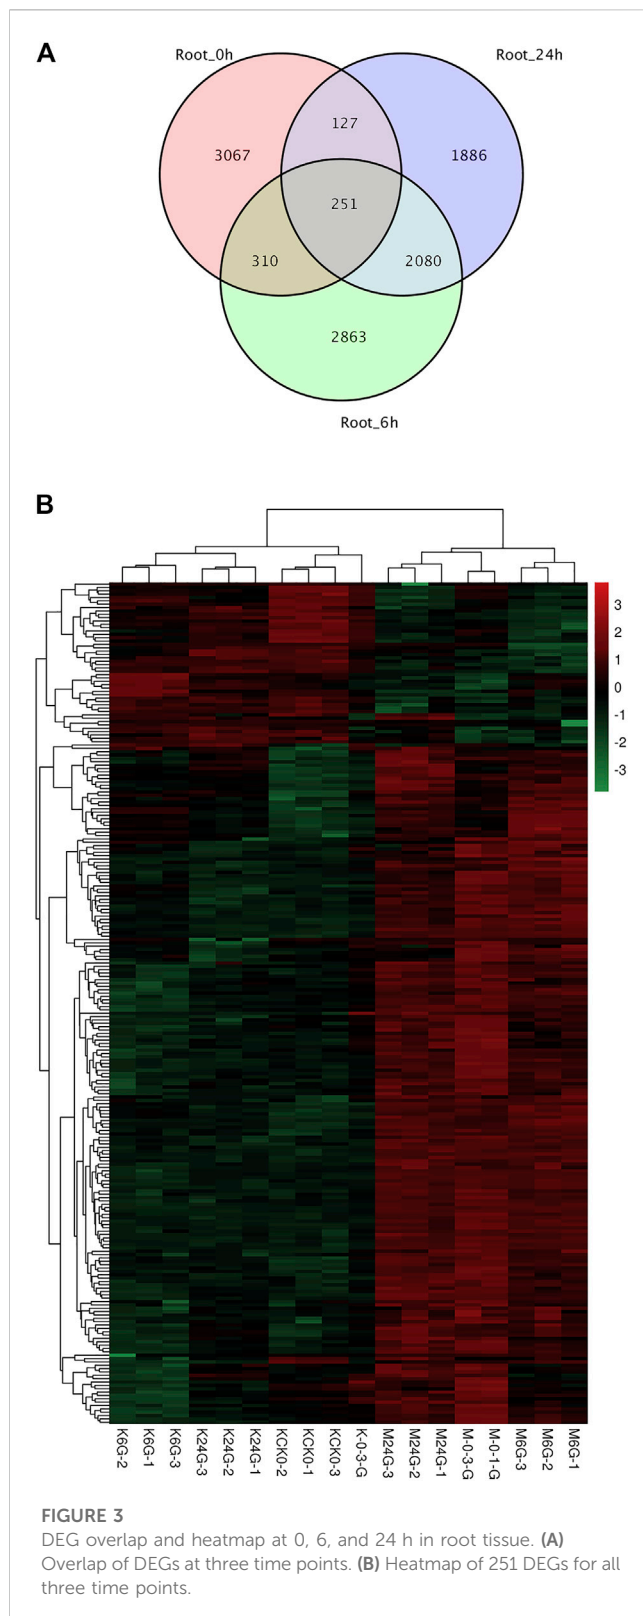 A
Root_0h
Root_24h
127
3067
1886
251
310
2080
2863
Root_6h
B
3
2
1
0
-1
-2
-3
K6G-2
K6G-1
K6G-3
K24G-3
K24G-2
K24G-1
KCK0-2
KCK0-1
KCK0-3
K-0-3-G
M24G-3
M24G-2
M24G-1
M-0-3-G
M-0-1-G
M6G-3
M6G-2
M6G-1
FIGURE 3
DEG overlap and heatmap at 0, 6, and 24 h in root tissue. (A)
Overlap of DEGs at three time points. (B) Heatmap of 251 DEGs for all
three time points.